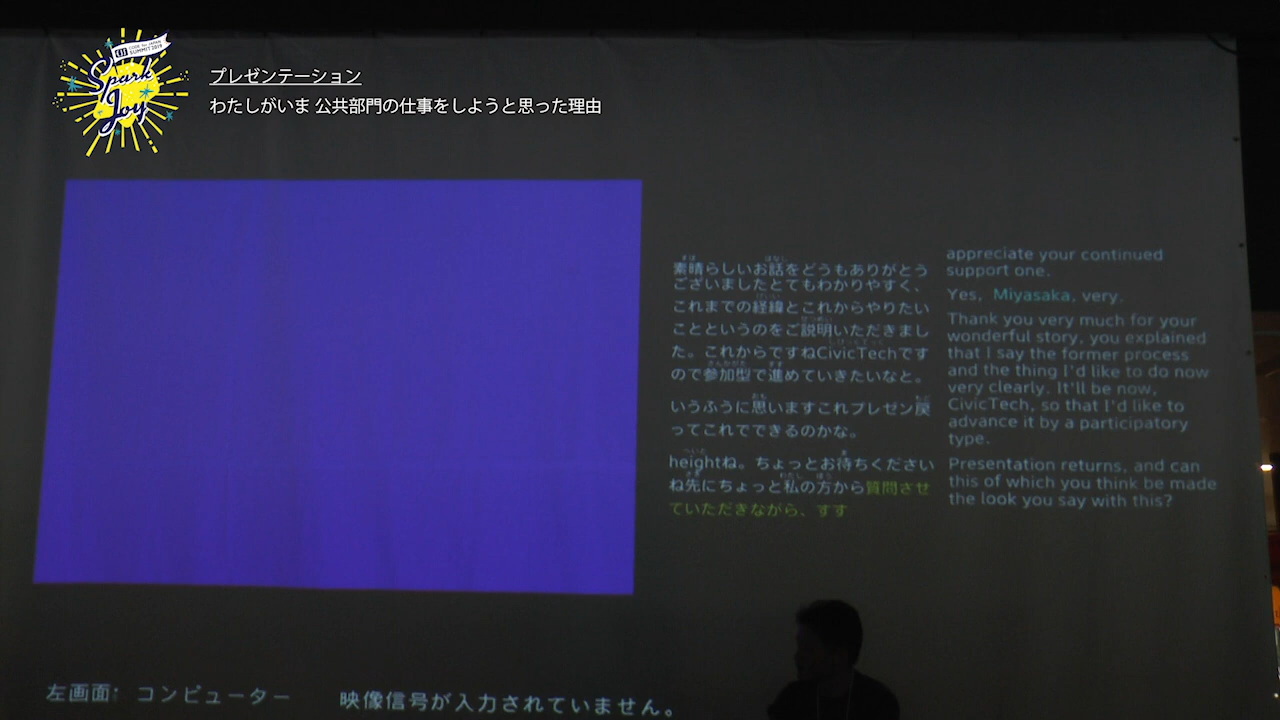 CODE for JAPAN
SUMMIT 2019
Spark
Joy
プレゼンテーション
わたしがいま 公共部門の仕事をしようと思った理由
素晴らしいお話をどうもありがとう
ございましたとてもわかりやすく、
これまでの経緯とこれからやりたい
ことというのをご説明いただきまし
た。これからですねCivicTechです
ので参加型で進めていきたいなと。
いうふうに思いますこれプレゼン戻
ってこれでできるのかな。
heightね。ちょっとお待ちください
ね先にちょっと私の方から質問させ
ていただきながら、すす
appreciate your continued
support one.
Yes, Miyasaka, very.
Thank you very much for your
wonderful story, you explained
that I say the former process
and the thing I'd like to do now
very clearly. It'll be now,
CivicTech, so that I'd like to
advance it by a participatory
type.
Presentation returns, and can
this of which you think be made
the look you say with this?
左画面: コンピューター 映像信号が入力されていません。